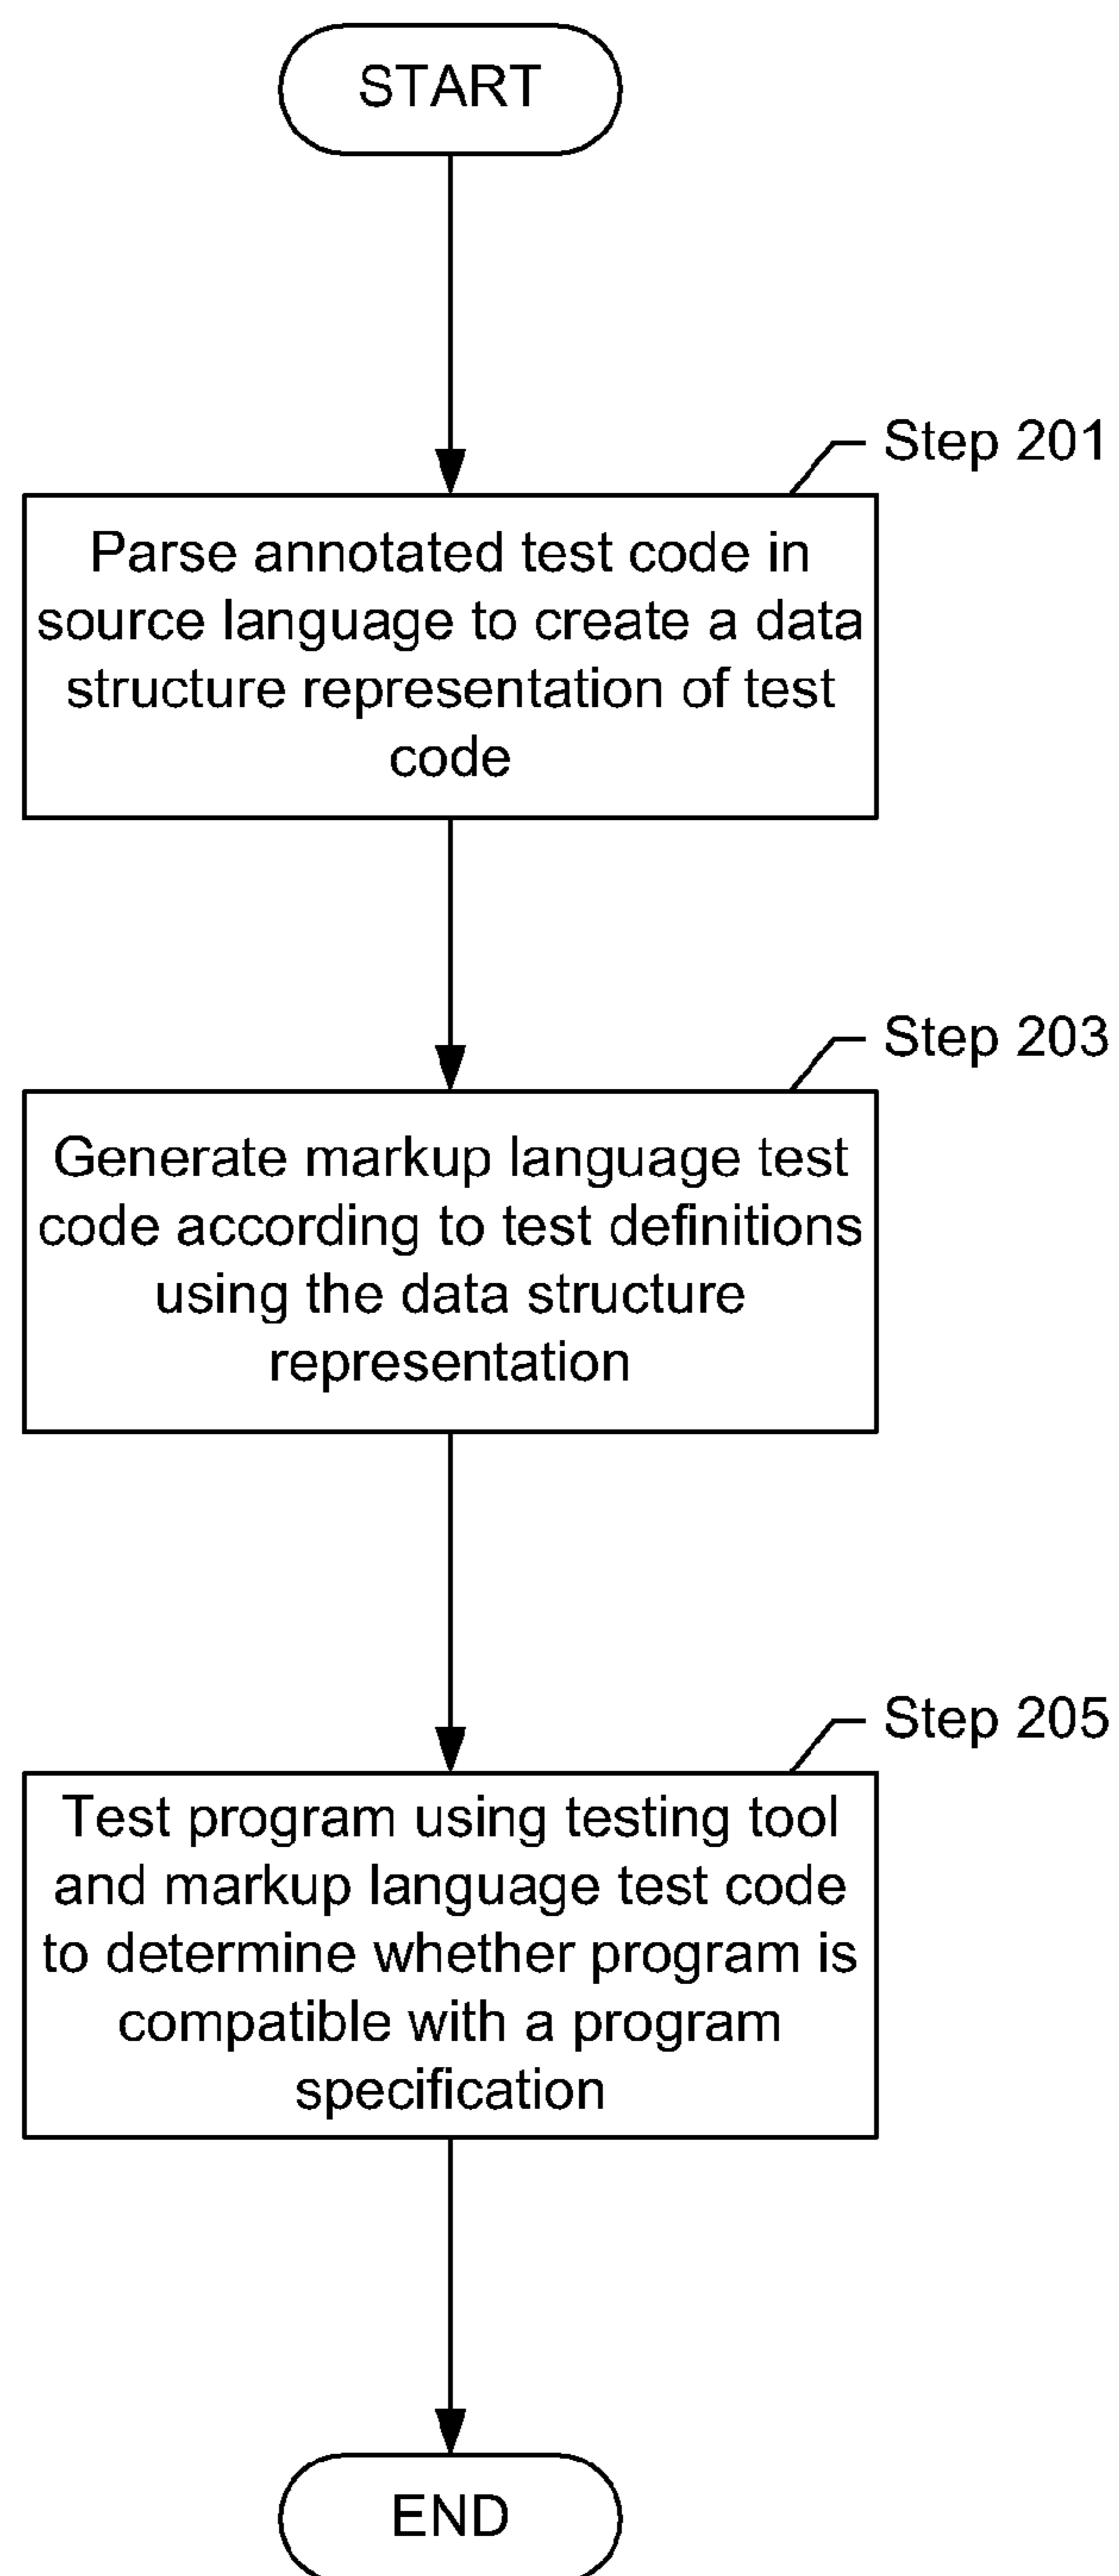 START
Step 201
Parse annotated test code in
source language to create a data
structure representation of test
code
Step 203
Generate markup language test
code according to test definitions
using the data structure
representation
Step 205
Test program using testing tool
and markup language test code
to determine whether program is
compatible with a program
specification
END